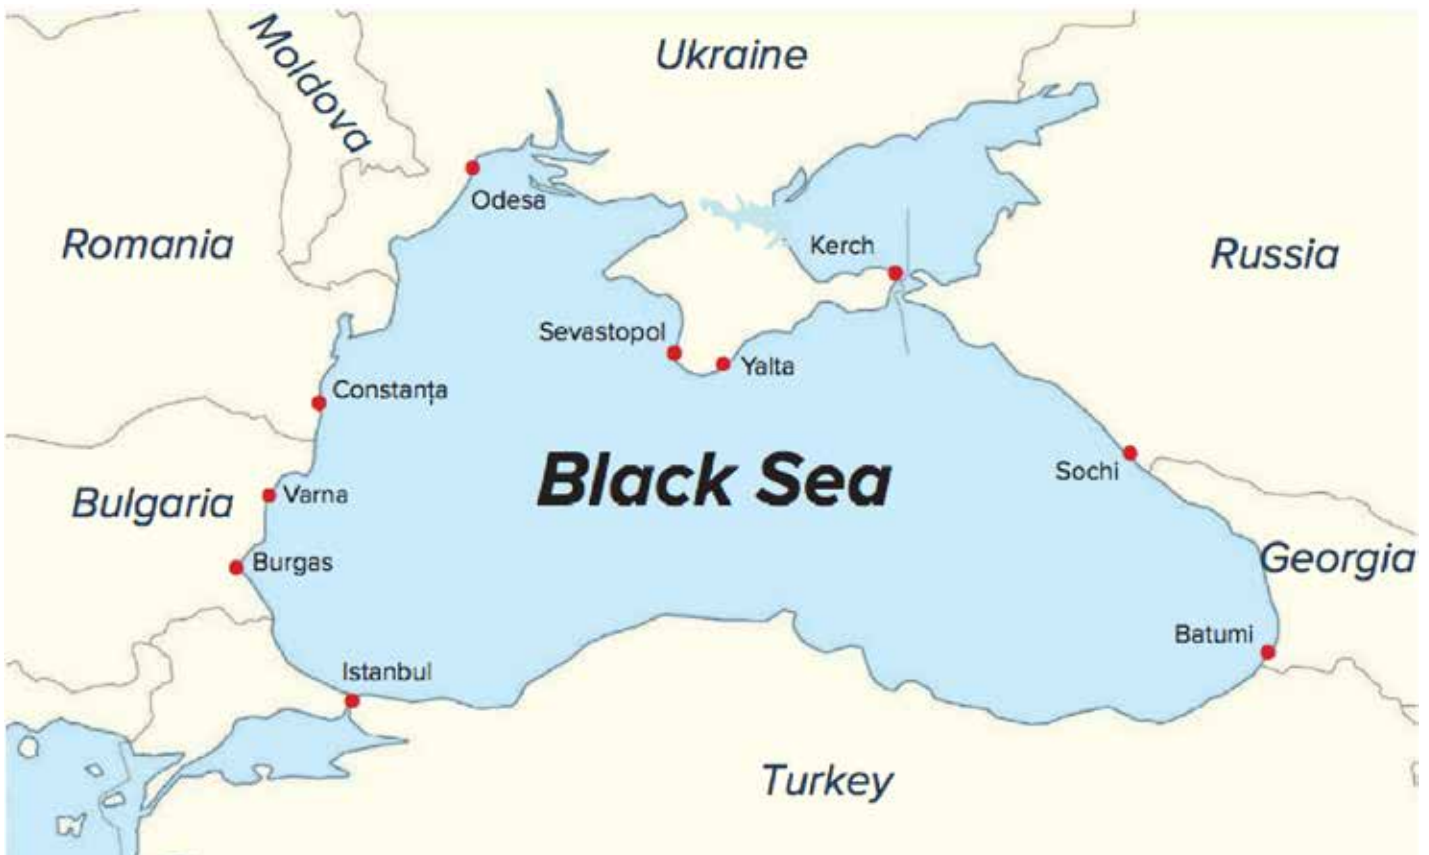 Moldova
Ukraine
Odesa
Romania
Kerch
Russia
Sevastopol
Yalta
Constanța
Black Sea
Sochi
Bulgaria
Varna
Burgas
Georgia
Batumi
Istanbul
Turkey